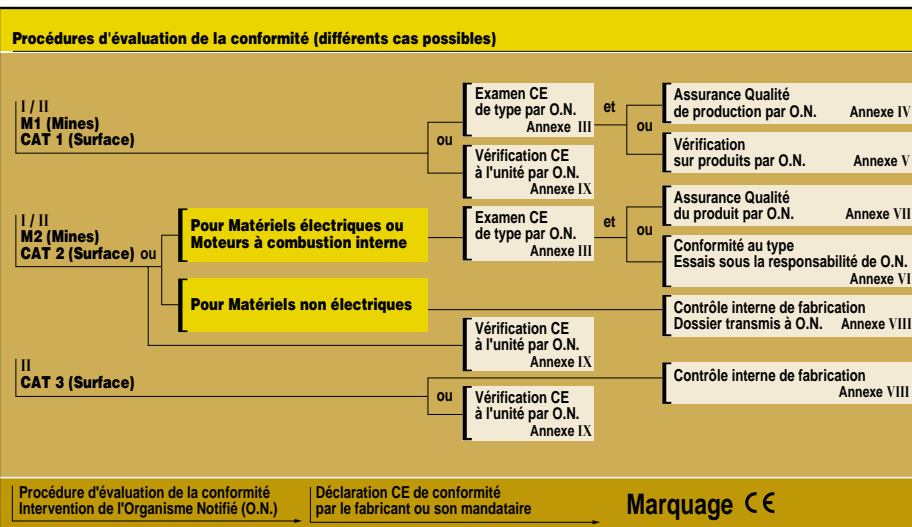 Procédures d'évaluation de la conformité (différents cas possibles)
I / II
M1 (Mines)
CAT 1 (Surface)
ou
Examen CE
de type par O.N.
Annexe III
et
ou
Assurance Qualité
de production par O.N. Annexe IV
Vérification
sur produits par O.N. Annexe V
Vérification CE
à l'unité par O.N.
Annexe IX
I / II
M2 (Mines)
CAT 2 (Surface) ou
Pour Matériels électriques ou
Moteurs à combustion interne
Examen CE
de type par O.N.
Annexe III
et
ou
Assurance Qualité
du produit par O.N. Annexe VII
Conformité au type
Essais sous la responsabilité de O.N.
Annexe VI
Pour Matériels non électriques
Contrôle interne de fabrication
Dossier transmis à O.N. Annexe VIII
Vérification CE
à l'unité par O.N.
Annexe IX
II
CAT 3 (Surface)
ou
Contrôle interne de fabrication
Annexe VIII
Vérification CE
à l'unité par O.N.
Annexe IX
Procédure d'évaluation de la conformité
Intervention de l'Organisme Notifié (O.N.)
Déclaration CE de conformité
par le fabricant ou son mandataire
Marquage CE